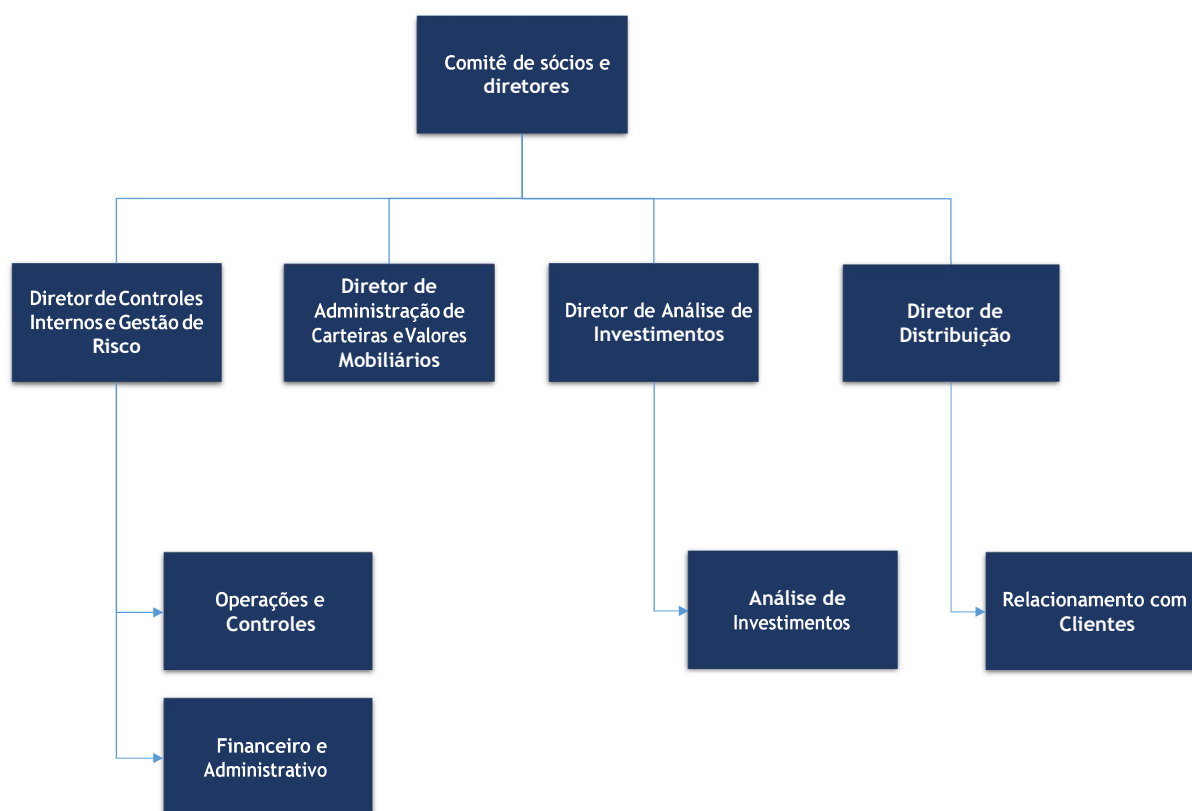 Comitê de sócios e
diretores
Diretor de Controles
Internos e Gestão de
Risco
Diretor de
Administração de
Carteiras e Valores
Mobiliários
Diretor de Análise de
Investimentos
Diretor de
Distribuição
Operações e
Controles
Análise de
Investimentos
Relacionamento com
Clientes
Financeiro e
Administrativo